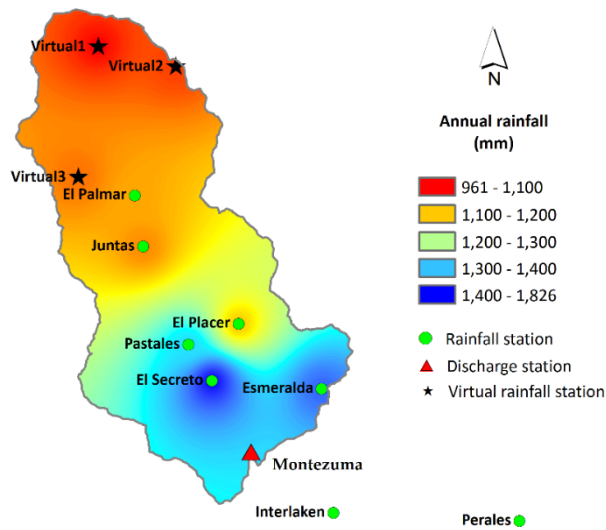 Virtual1
Virtual2
N
Annual rainfall
(mm)
Virtual3
961 - 1,100
El Palmar
1,100 - 1,200
Juntas
1,200 - 1,300
1,300 - 1,400
1,400 - 1,826
El Placer
Rainfall station
Pastales
Discharge station
El Secreto
Esmeralda
Virtual rainfall station
Montezuma
Interlaken
Perales